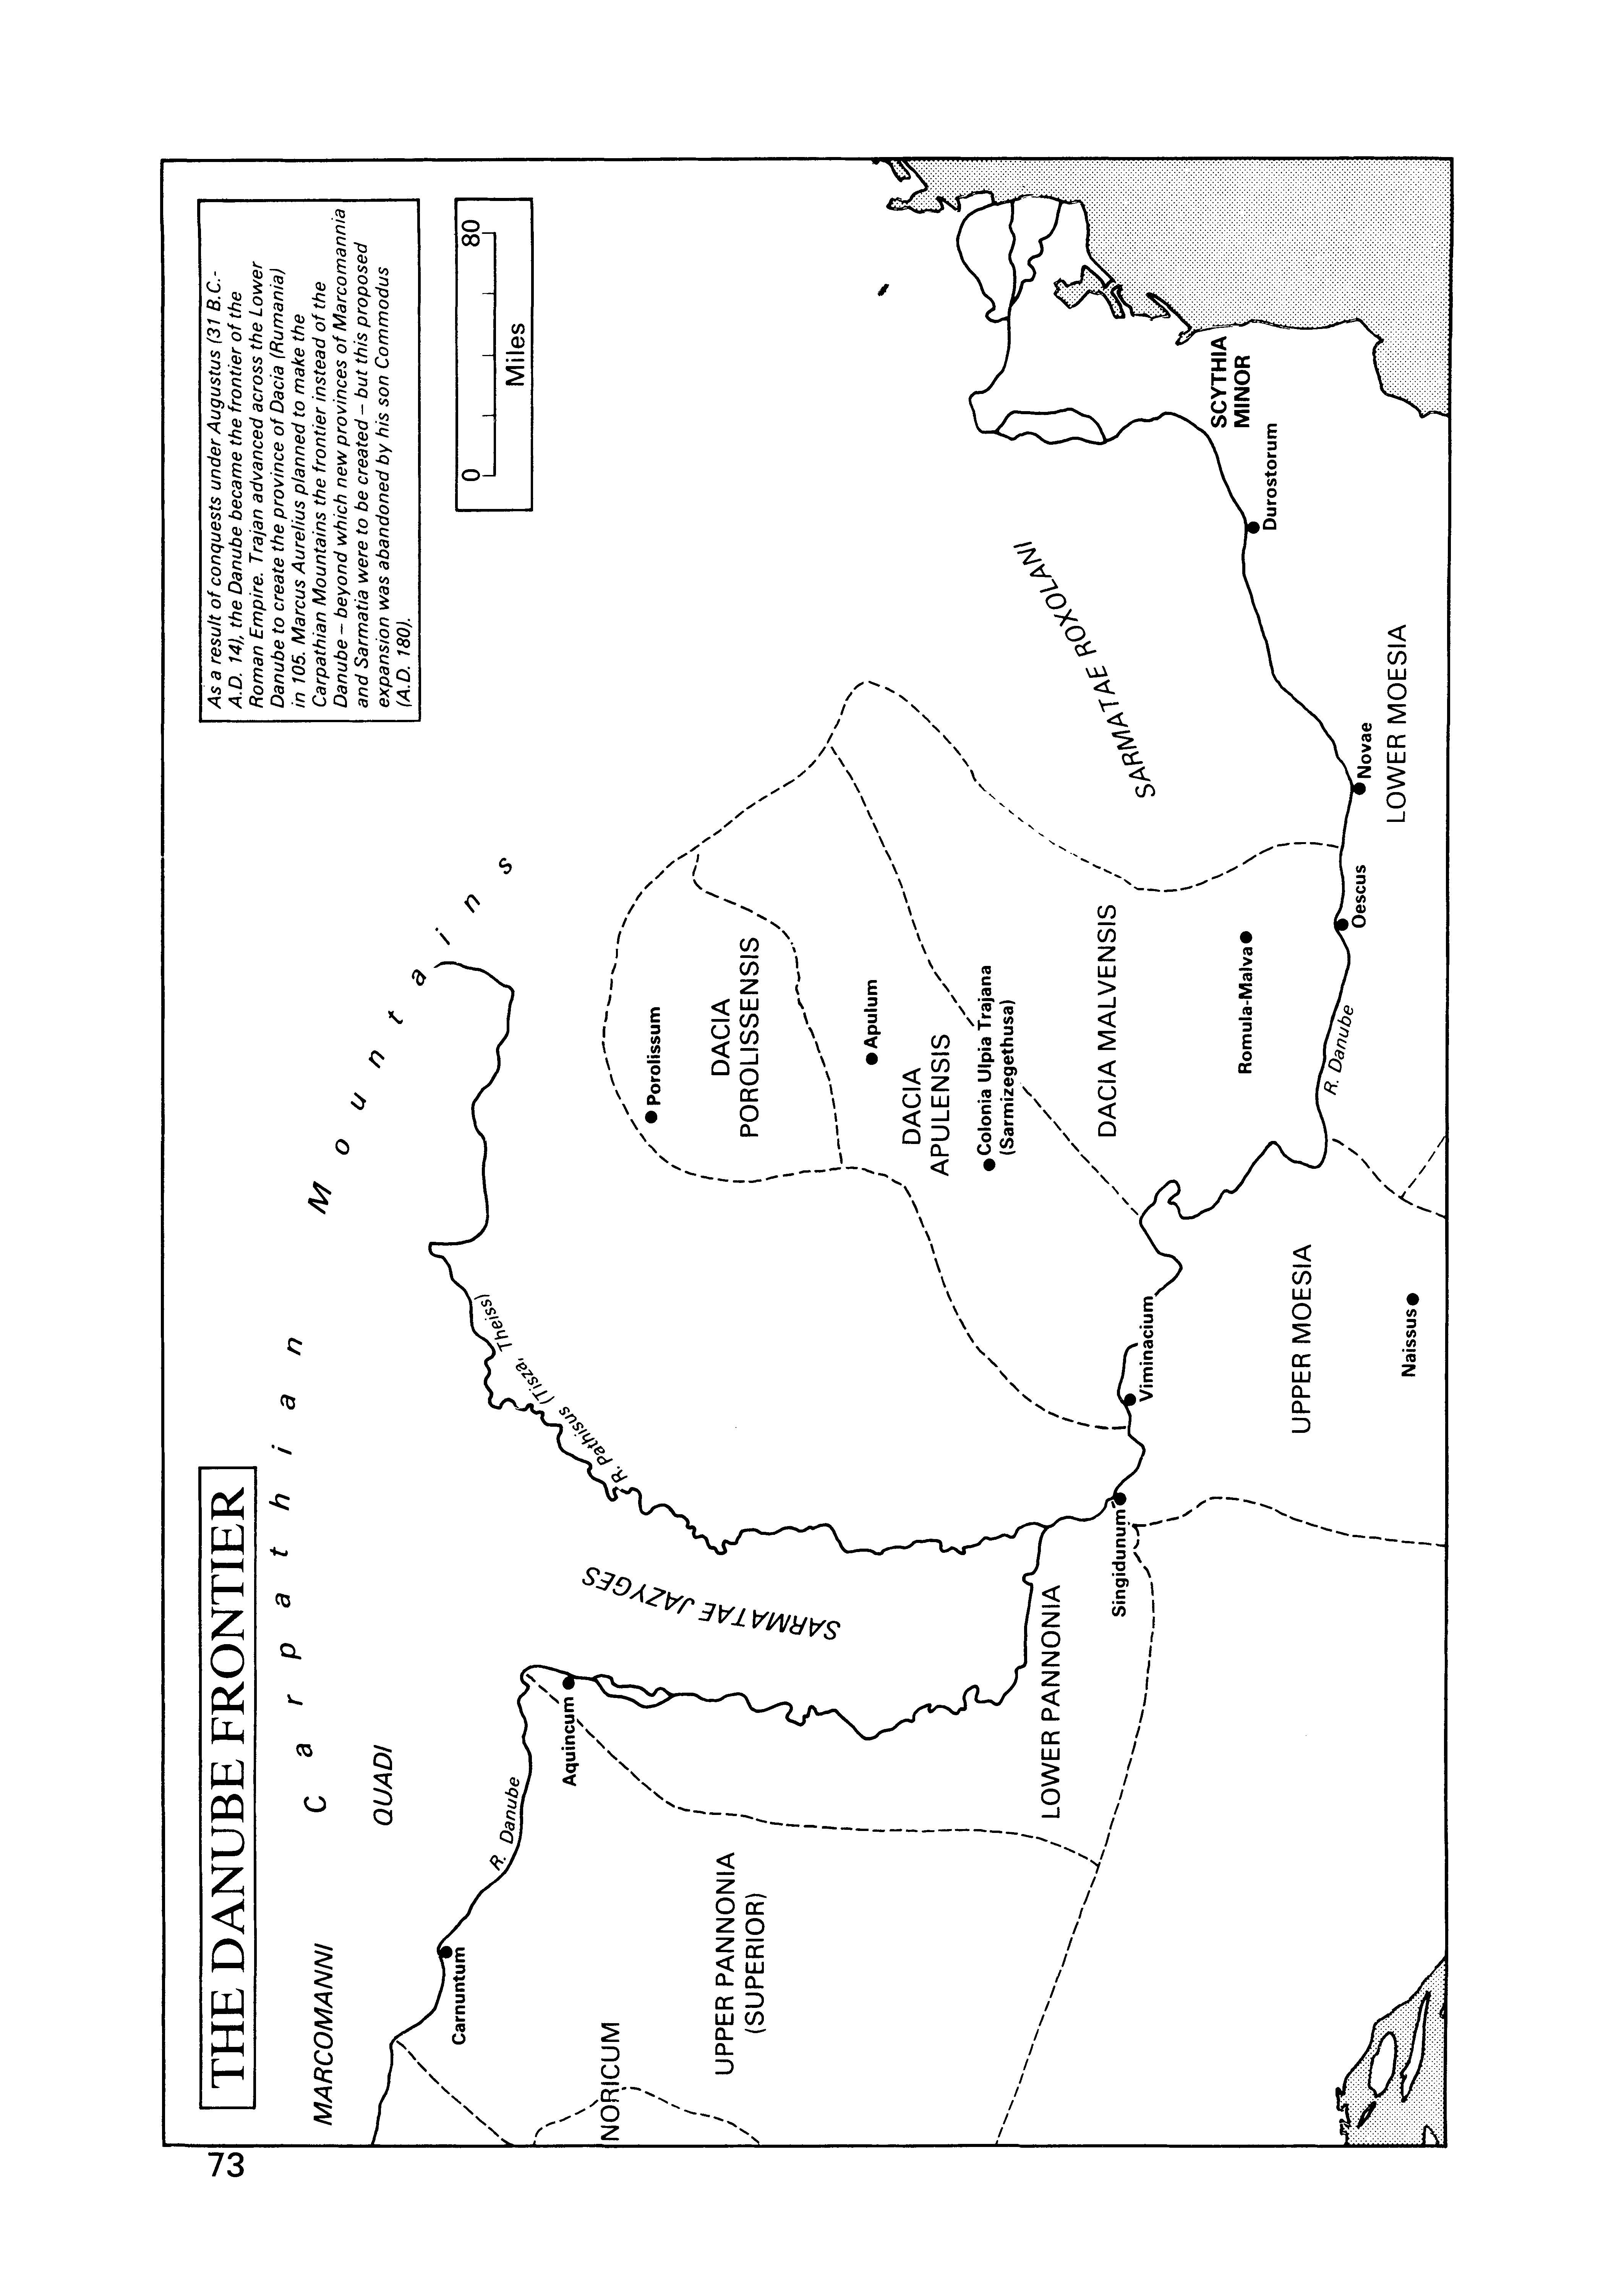 THE DANUBE FRONTIER
As a result of conquests under Augustus (31 B.C.-
A.D. 14), the Danube became the frontier of the
Roman Empire. Trajan advanced across the Lower
Danube to create the province of Dacia (Rumania)
in 105. Marcus Aurelius planned to make the
Carpathian Mountains the frontier instead of the
Danube – beyond which new provinces of Marcomannia
and Sarmatia were to be created – but this proposed
expansion was abandoned by his son Commodus
(A.D. 180).
0 80
Miles
MARCOMANNI
Carpathian Mountains
QUADI
Carnuntum
R. Danube
Aquincum
R. Pathisus (Tisza, Theiss)
NORICUM
UPPER PANNONIA
(SUPERIOR)
SARMATAE JAZYGES
Porolissum
DACIA
POROLISSENSIS
Apulum
DACIA
APULENSIS
Colonia Ulpia Trajana
(Sarmizegethusa)
LOWER PANNONIA
Singidunum
Viminacium
DACIA MALVENSIS
SARMATAE ROXOLANI
SCYTHIA
MINOR
Durostorum
Romula-Malva
UPPER MOESIA
R. Danube
Oescus
Novae
LOWER MOESIA
Naissus
73